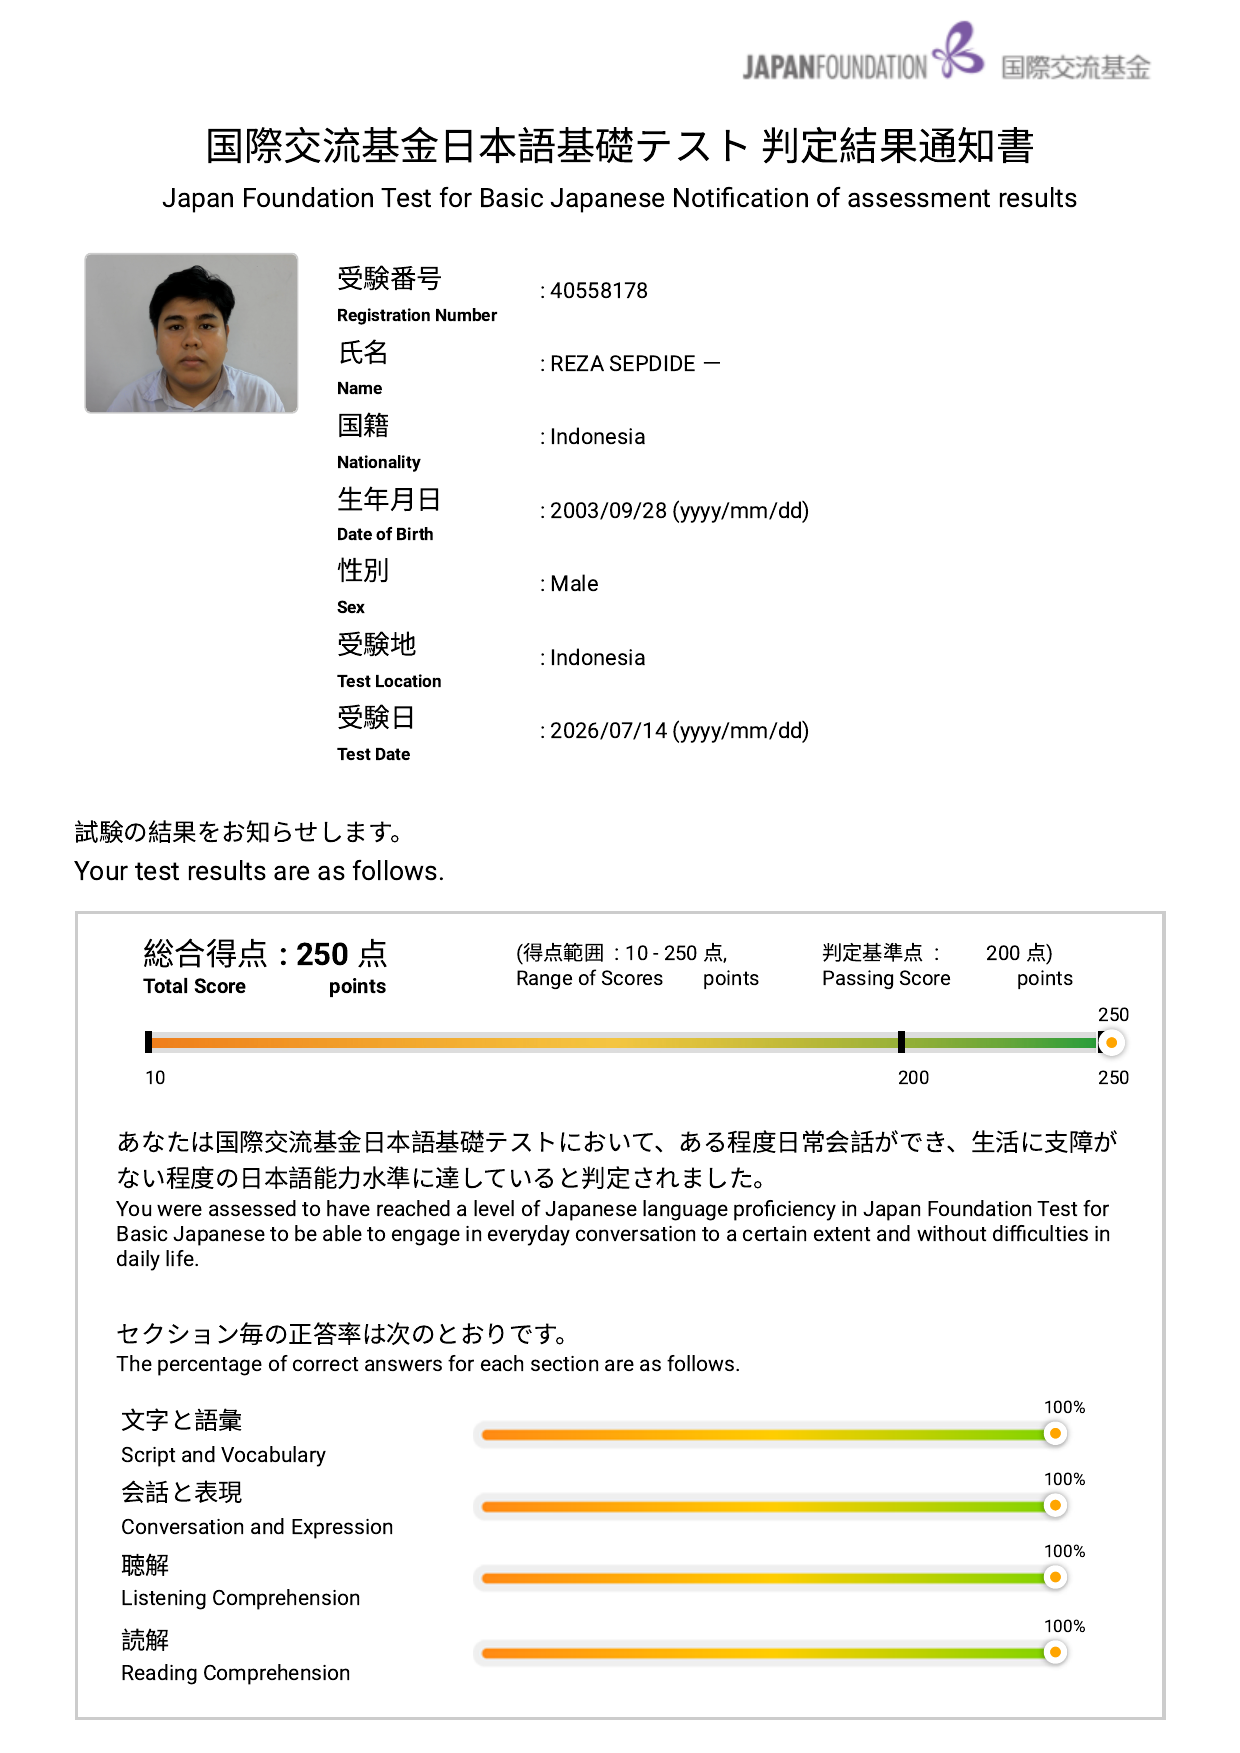 JAPANFOUNDATION 国際交流基金
国際交流基金日本語基礎テスト 判定結果通知書
Japan Foundation Test for Basic Japanese Notification of assessment results
受験番号
Registration Number
: 40558178
氏名
Name
: REZA SEPDIDE ー
国籍
Nationality
: Indonesia
生年月日
Date of Birth
: 2003/09/28 (yyyy/mm/dd)
性別
Sex
: Male
受験地
Test Location
: Indonesia
受験日
Test Date
: 2026/07/14 (yyyy/mm/dd)
試験の結果をお知らせします。
Your test results are as follows.
総合得点 : 250 点 (得点範囲 : 10 - 250 点, 判定基準点 : 200 点)
Total Score points Range of Scores points Passing Score points
250
10 200 250
あなたは国際交流基金日本語基礎テストにおいて、ある程度日常会話ができ、生活に支障が
ない程度の日本語能力水準に達していると判定されました。
You were assessed to have reached a level of Japanese language proficiency in Japan Foundation Test for
Basic Japanese to be able to engage in everyday conversation to a certain extent and without difficulties in
daily life.
セクション毎の正答率は次のとおりです。
The percentage of correct answers for each section are as follows.
文字と語彙
Script and Vocabulary
100%
会話と表現
Conversation and Expression
100%
聴解
Listening Comprehension
100%
読解
Reading Comprehension
100%